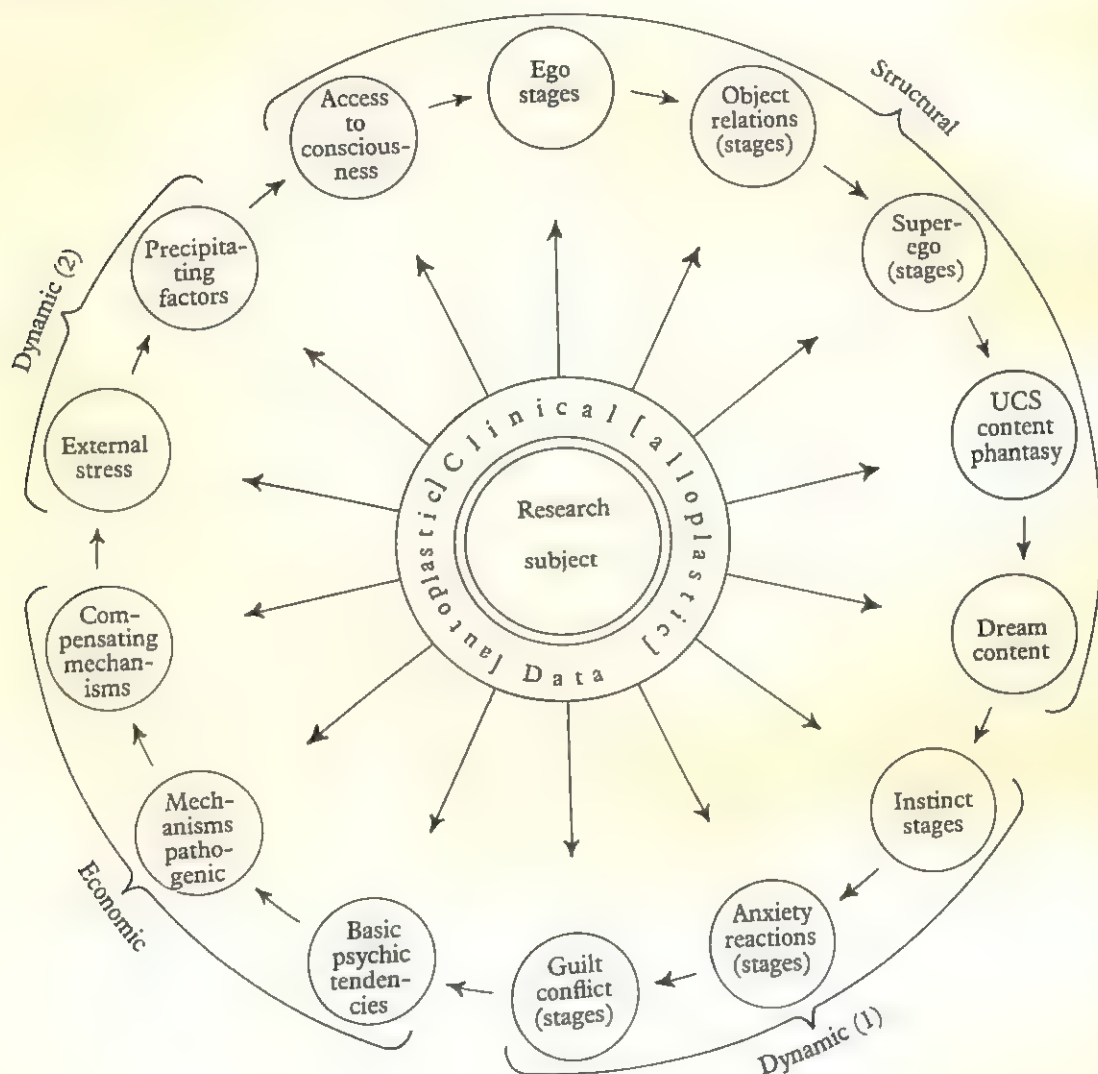 Structural
Ego
stages
Access
to
conscious-
ness
Object
relations
(stages)
Super-
ego
(stages)
UCS
content
phantasy
Dream
content
Instinct
stages
Anxiety
reactions
(stages)
Guilt
conflict
(stages)
Dynamic (1)
Basic
psychic
tenden-
cies
Mech-
anisms
patho-
genic
Com-
pensating
mechan-
isms
Economic
External
stress
Precipita-
ting
factors
Dynamic (2)
Clinical [alloplastic]
[autoplastic] Data
Research
subject